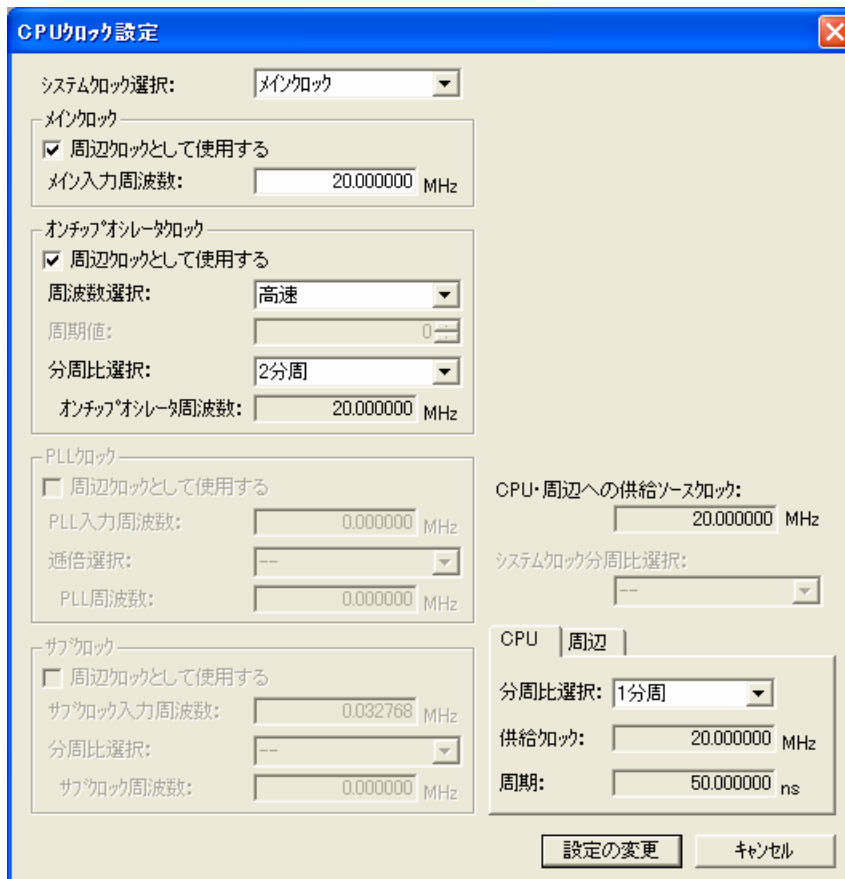 CPUクロック設定
システムクロック選択: メインクロック
メインクロック
周辺クロックとして使用する
メイン入力周波数: 20.000000 MHz
オンチップオシレータクロック
周辺クロックとして使用する
周波数選択: 高速
周期値: 0
分周比選択: 2分周
オンチップオシレータ周波数: 20.000000 MHz
PLLクロック
周辺クロックとして使用する
PLL入力周波数: 0.000000 MHz
逓倍選択: --
PLL周波数: 0.000000 MHz
サブクロック
周辺クロックとして使用する
サブクロック入力周波数: 0.032768 MHz
分周比選択: --
サブクロック周波数: 0.000000 MHz
CPU・周辺への供給ソースクロック:
20.000000 MHz
システムクロック分周比選択:
--
CPU 周辺
分周比選択: 1分周
供給クロック: 20.000000 MHz
周期: 50.000000 ns
設定の変更 キャンセル